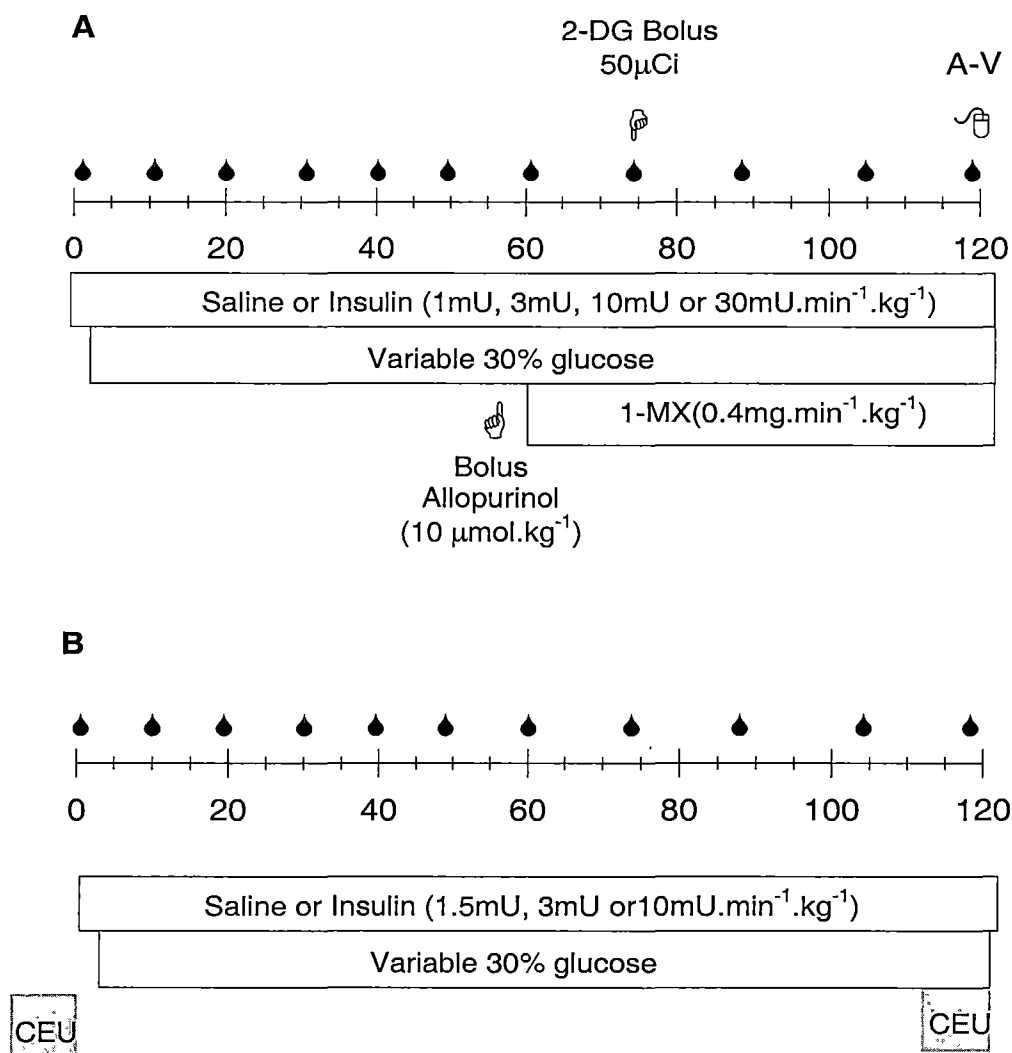 A
2-DG Bolus
50μCi
A-V
0 20 40 60 80 100 120
Saline or Insulin (1mU, 3mU, 10mU or 30mU.min⁻¹.kg⁻¹)
Variable 30% glucose
1-MX(0.4mg.min⁻¹.kg⁻¹)
Bolus
Allopurinol
(10 μmol.kg⁻¹)
B
0 20 40 60 80 100 120
Saline or Insulin (1.5mU, 3mU or10mU.min⁻¹.kg⁻¹)
Variable 30% glucose
CEU CEU